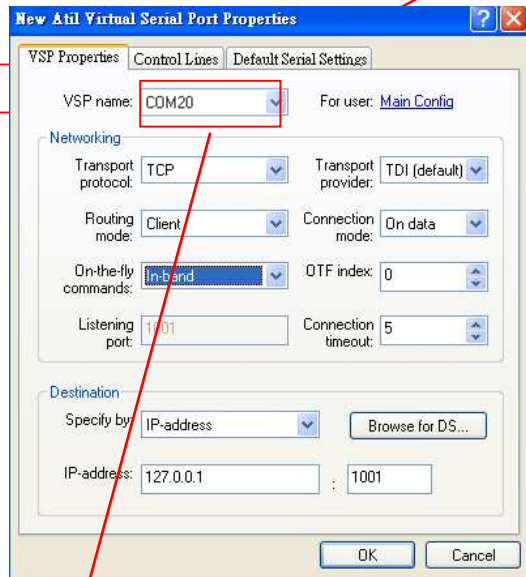 New Atil Virtual Serial Port Properties
VSP Properties Control Lines Default Serial Settings
VSP name: COM20 For user: Main Config
Networking
Transport protocol: TCP Transport provider: TDI (default)
Routing mode: Client Connection mode: On data
On-the-fly commands: In-band OTF index: 0
Listening port: 1001 Connection timeout: 5
Destination
Specify by: IP-address Browse for DS...
IP-address: 127.0.0.1 : 1001
OK Cancel